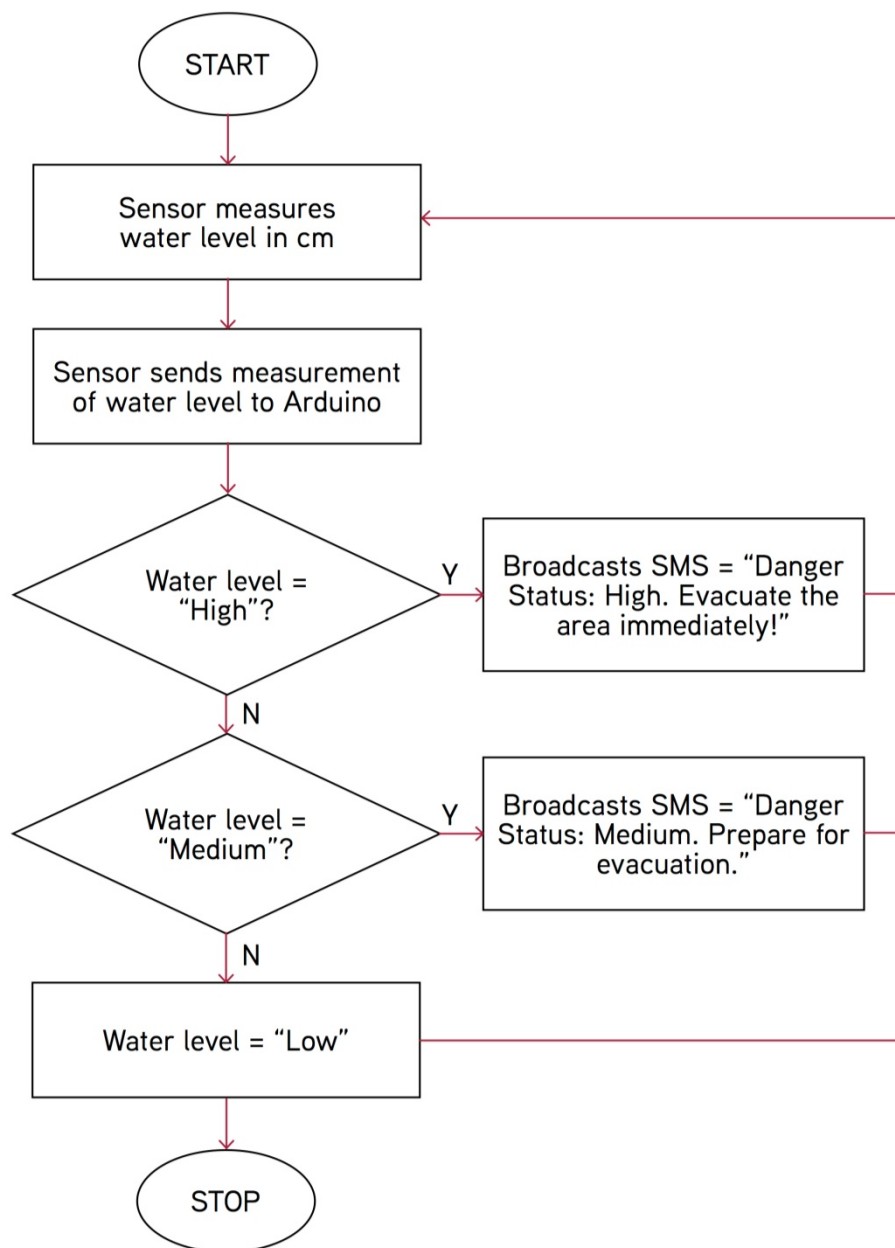 START
Sensor measures
water level in cm
Sensor sends measurement
of water level to Arduino
Water level =
“High”?
Y
Broadcasts SMS = “Danger
Status: High. Evacuate the
area immediately!”
N
Water level =
“Medium”?
Y
Broadcasts SMS = “Danger
Status: Medium. Prepare for
evacuation.”
N
Water level = “Low”
STOP